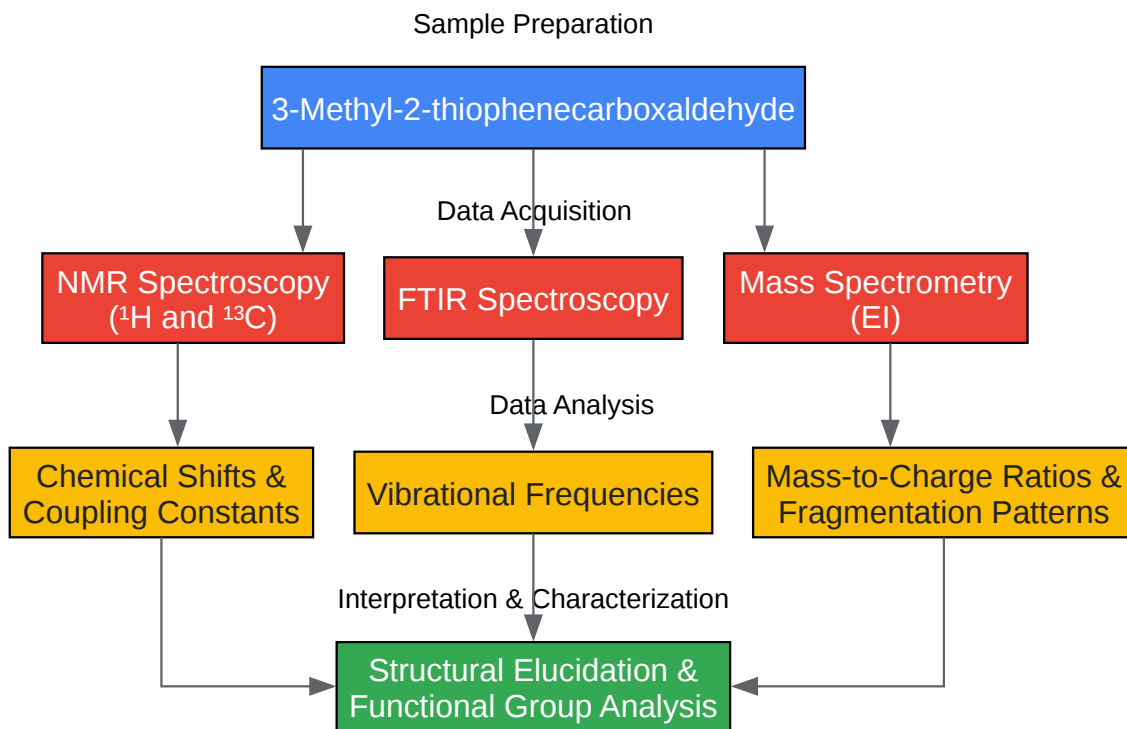 Sample Preparation
3-Methyl-2-thiophenecarboxaldehyde
Data Acquisition
NMR Spectroscopy
(¹H and ¹³C)
FTIR Spectroscopy
Mass Spectrometry
(EI)
Data Analysis
Chemical Shifts &
Coupling Constants
Vibrational Frequencies
Mass-to-Charge Ratios &
Fragmentation Patterns
Interpretation & Characterization
Structural Elucidation &
Functional Group Analysis